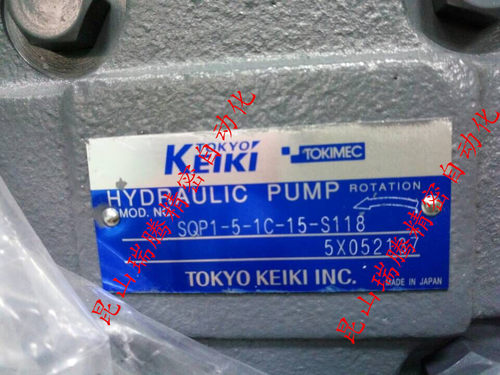 TOKYO
KEIKI TOKIMEC
HYDRAULIC PUMP ROTATION
MOD. NO. SQP1-5-1C-15-S118
5X052137
TOKYO KEIKI INC. MADE IN JAPAN
昆山瑞腾精密自动化
昆山瑞腾精密自动化